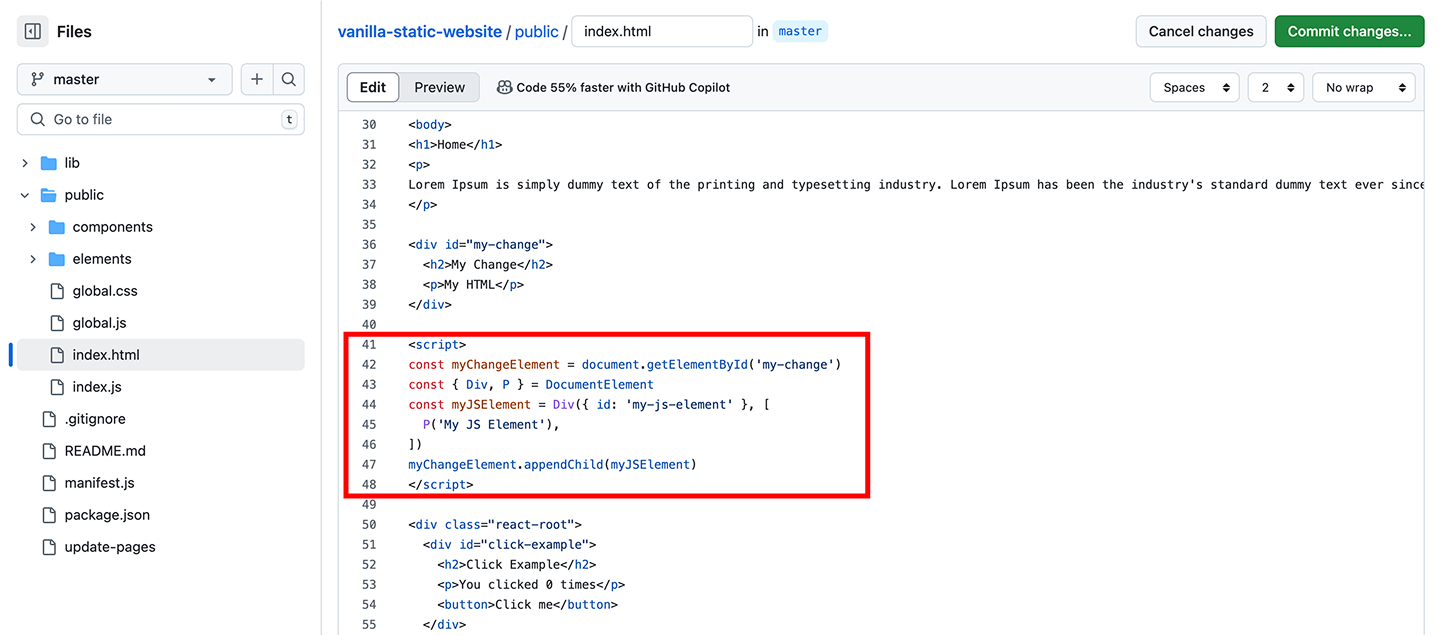 Files
master
Go to file
t
lib
public
components
elements
global.css
global.js
index.html
index.js
.gitignore
README.md
manifest.js
package.json
update-pages
vanilla-static-website / public / index.html in master
Cancel changes
Commit changes...
Edit
Preview
Code 55% faster with GitHub Copilot
Spaces
2
No wrap
30 <body>
31 <h1>Home</h1>
32 <p>
33 Lorem Ipsum is simply dummy text of the printing and typesetting industry. Lorem Ipsum has been the industry's standard dummy text ever since
34 </p>
35
36 <div id="my-change">
37   <h2>My Change</h2>
38   <p>My HTML</p>
39 </div>
40
41 <script>
42 const myChangeElement = document.getElementById('my-change')
43 const { Div, P } = DocumentElement
44 const myJSElement = Div({ id: 'my-js-element' }, [
45   P('My JS Element'),
46 ])
47 myChangeElement.appendChild(myJSElement)
48 </script>
49
50 <div class="react-root">
51   <div id="click-example">
52     <h2>Click Example</h2>
53     <p>You clicked 0 times</p>
54     <button>Click me</button>
55   </div>